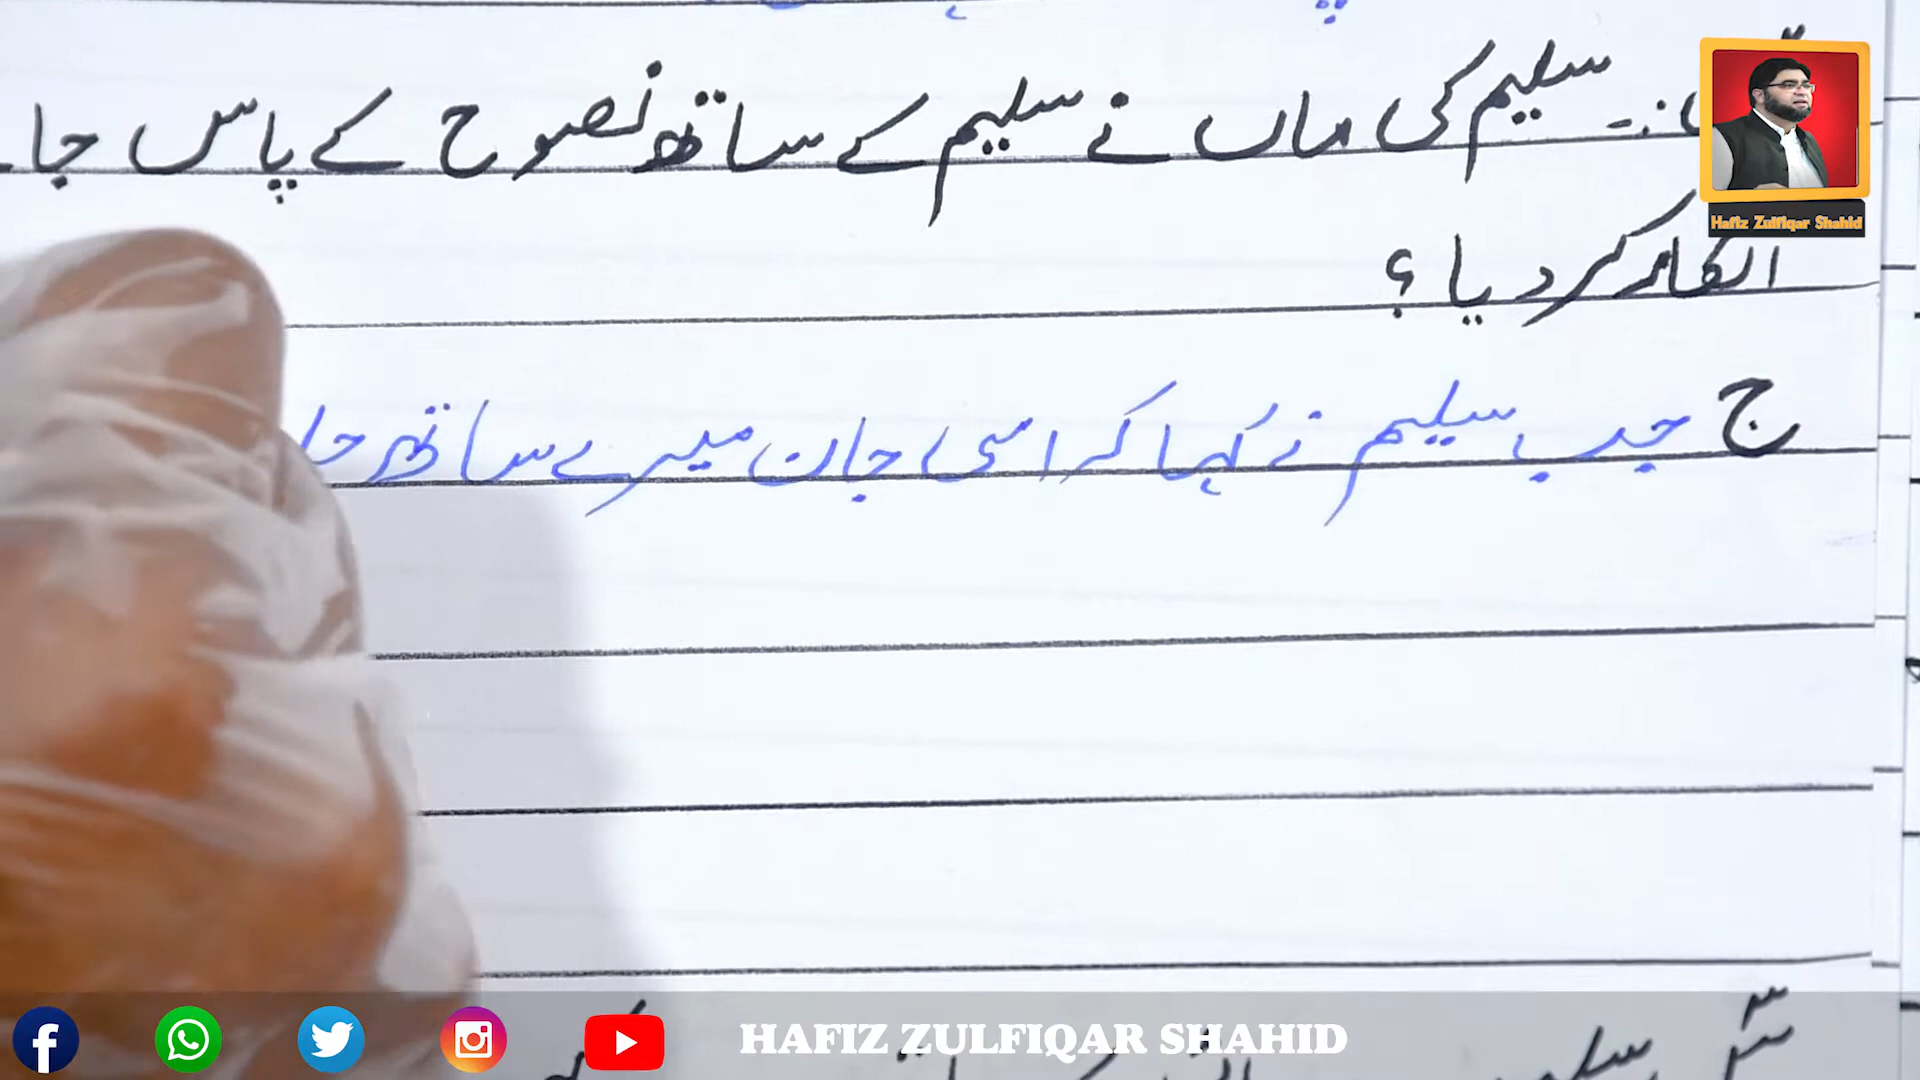 سلیم کی ماں نے سلیم کے ساتھ نصوح کے پاس جا
Hafiz Zulfiqar Shahid
انکار کر دیا؟
ج جب سلیم نے کہا کہ امی جان میرے ساتھ
HAFIZ ZULFIQAR SHAHID